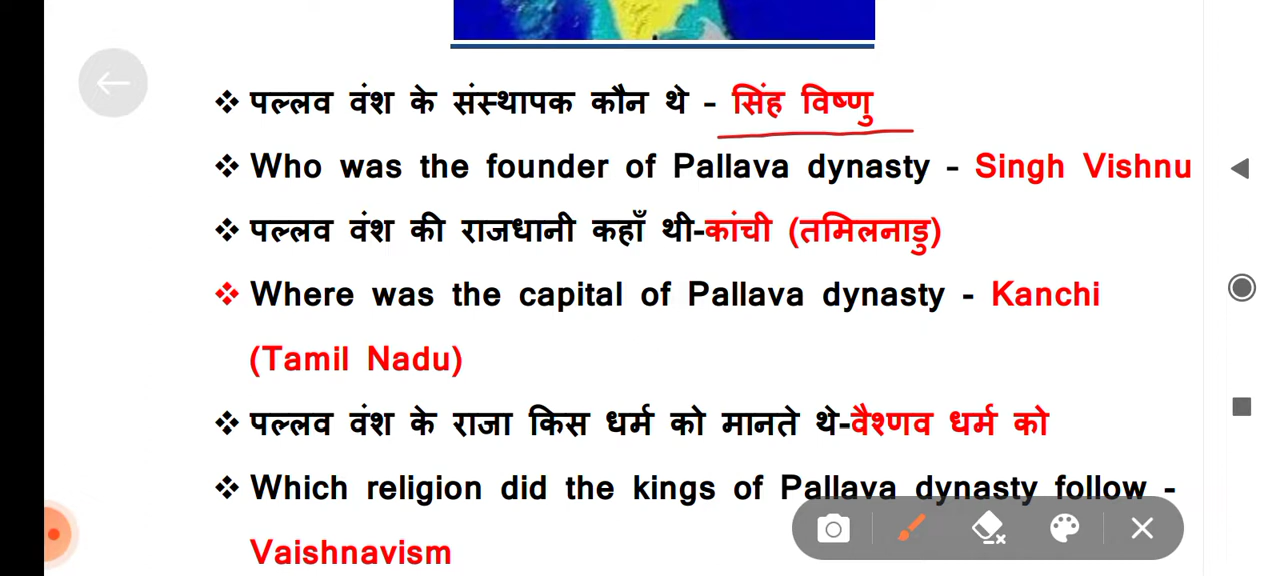 ❖ पल्लव वंश के संस्थापक कौन थे - सिंह विष्णु
❖ Who was the founder of Pallava dynasty - Singh Vishnu
❖ पल्लव वंश की राजधानी कहाँ थी-कांची (तमिलनाडु)
❖ Where was the capital of Pallava dynasty - Kanchi
(Tamil Nadu)
❖ पल्लव वंश के राजा किस धर्म को मानते थे-वैश्णव धर्म को
❖ Which religion did the kings of Pallava dynasty follow -
Vaishnavism